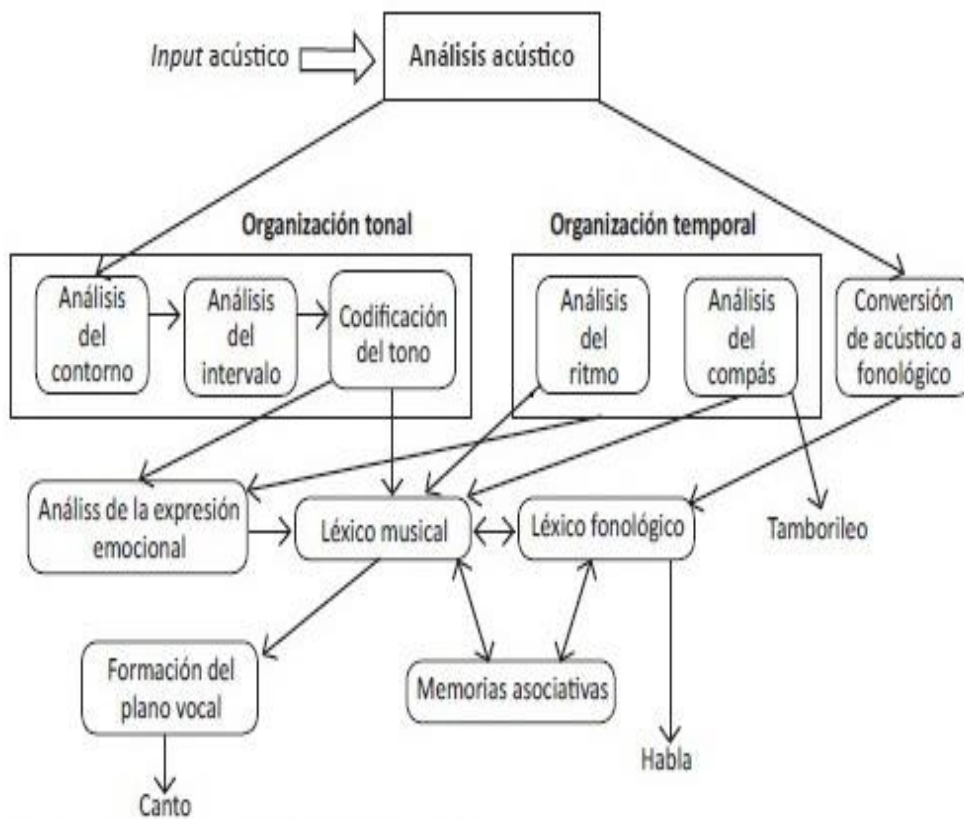 Input acústico
Análisis acústico
Organización tonal
Organización temporal
Análisis
del
contorno
Análisis
del
intervalo
Codificación
del tono
Análisis
del
ritmo
Análisis
del
compás
Conversión
de acústico a
fonológico
Análiss de la expresión
emocional
Léxico musical
Léxico fonológico
Tamborileo
Formación del
plano vocal
Memorias asociativas
Habla
Canto